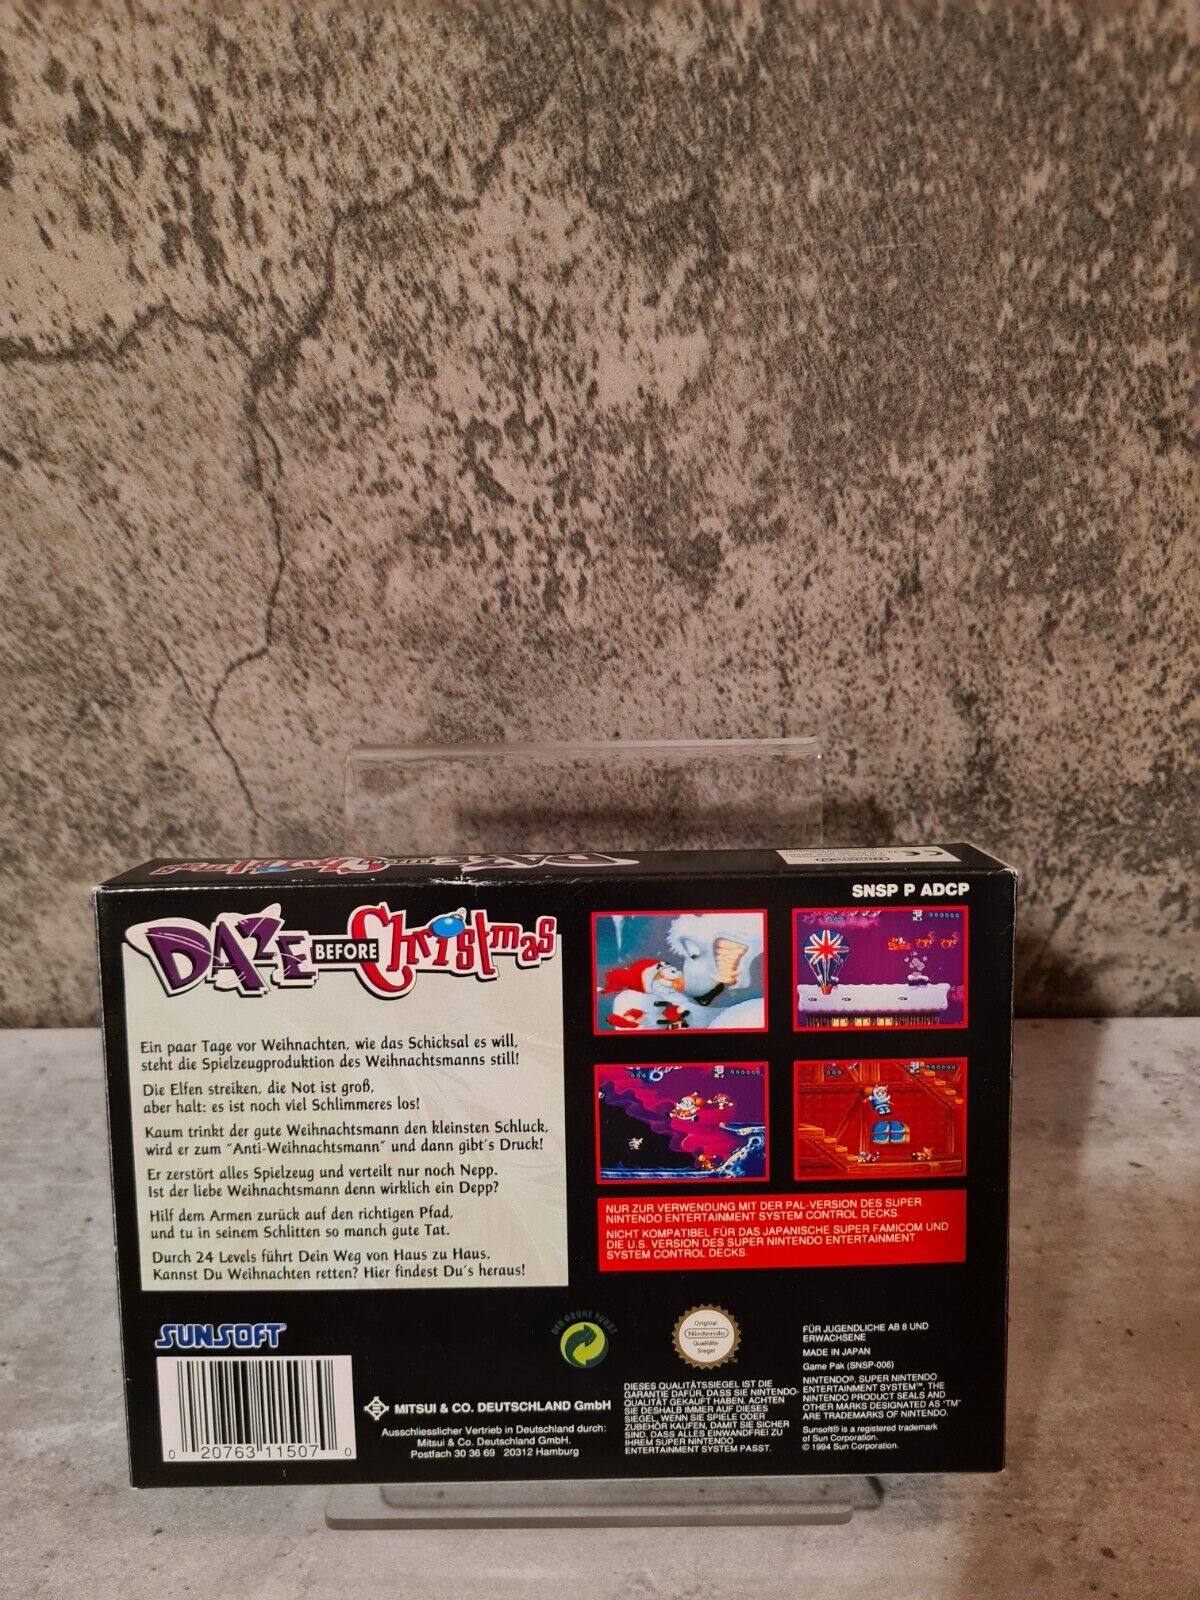 DAZE BEFORE Christmas
SNSP P ADCP
DAZE BEFORE Christmas
Ein paar Tage vor Weihnachten, wie das Schicksal es will,
steht die Spielzeugproduktion des Weihnachtsmanns still!
Die Elfen streiken, die Not ist groß,
aber halt: es ist noch viel Schlimmeres los!
Kaum trinkt der gute Weihnachtsmann den kleinsten Schluck,
wird er zum "Anti-Weihnachtsmann" und dann gibt's Druck!
Er zerstört alles Spielzeug und verteilt nur noch Nepp.
Ist der liebe Weihnachtsmann denn wirklich ein Depp?
Hilf dem Armen zurück auf den richtigen Pfad,
und tu in seinem Schlitten so manch gute Tat.
Durch 24 Levels führt Dein Weg von Haus zu Haus.
Kannst Du Weihnachten retten? Hier findest Du's heraus!
NUR ZUR VERWENDUNG MIT DER PAL-VERSION DES SUPER
NINTENDO ENTERTAINMENT SYSTEM CONTROL DECKS.
NICHT KOMPATIBEL FÜR DAS JAPANISCHE SUPER FAMICOM UND
DIE U.S. VERSION DES SUPER NINTENDO ENTERTAINMENT
SYSTEM CONTROL DECKS.
SUNSOFT®
0 20763 11507 0
MITSUI & CO. DEUTSCHLAND GmbH
Ausschliesslicher Vertrieb in Deutschland durch:
Mitsui & Co. Deutschland GmbH.
Postfach 30 36 69 20312 Hamburg
DER GRÜNE PUNKT
Original
Nintendo
Qualitäts-
Siegel
TM
DIESES QUALITÄTSSIEGEL IST DIE
GARANTIE DAFÜR, DASS SIE NINTENDO-
QUALITÄT GEKAUFT HABEN. ACHTEN
SIE DESHALB IMMER AUF DIESES
SIEGEL, WENN SIE SPIELE ODER
ZUBEHÖR KAUFEN, DAMIT SIE SICHER
SIND, DASS ALLES EINWANDFREI ZU
IHREM SUPER NINTENDO
ENTERTAINMENT SYSTEM PASST.
FÜR JUGENDLICHE AB 8 UND
ERWACHSENE
MADE IN JAPAN
Game Pak (SNSP-006)
NINTENDO®, SUPER NINTENDO
ENTERTAINMENT SYSTEM™, THE
NINTENDO PRODUCT SEALS AND
OTHER MARKS DESIGNATED AS "TM"
ARE TRADEMARKS OF NINTENDO.
Sunsoft® is a registered trademark
of Sun Corporation.
© 1994 Sun Corporation.